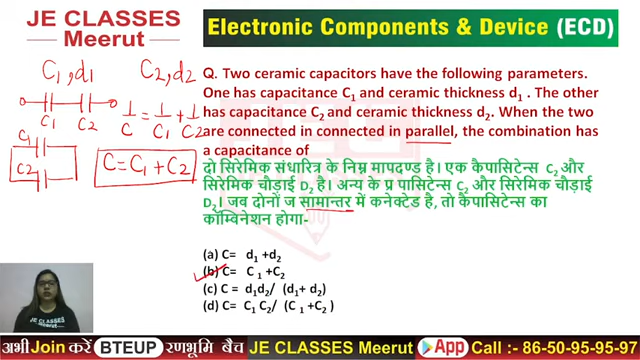 JE CLASSES
Meerut
Electronic Components & Device (ECD)
C₁, d₁ C₂, d₂
C₁ C₂
1/C = 1/C₁ + 1/C₂
C₁
C₂
C = C₁ + C₂
Q. Two ceramic capacitors have the following parameters.
One has capacitance C₁ and ceramic thickness d₁ . The other
has capacitance C₂ and ceramic thickness d₂. When the two
are connected in connected in parallel, the combination has
a capacitance of
दो सिरेमिक संधारित्र के निम्न मापदण्ड है। एक कैपासिटेन्स C₂ और
सिरेमिक चौड़ाई D₂ है। अन्य के प्र पासिटेन्स C₂ और सिरेमिक चौड़ाई
D₂। जब दोनों ज सामान्तर में कनेक्टेड है, तो कैपासिटेन्स का
कॉम्विनेशन होगा-
(a) C= d₁ +d₂
(b) C= C ₁ +C₂
(c) C = d₁d₂/ (d₁+ d₂)
(d) C= C₁ C₂/ (C ₁ +C₂ )
JE CLASSES
Meerut
अभी Join करें BTEUP रणभूमि बैच JE CLASSES Meerut App Call :- 86-50-95-95-97